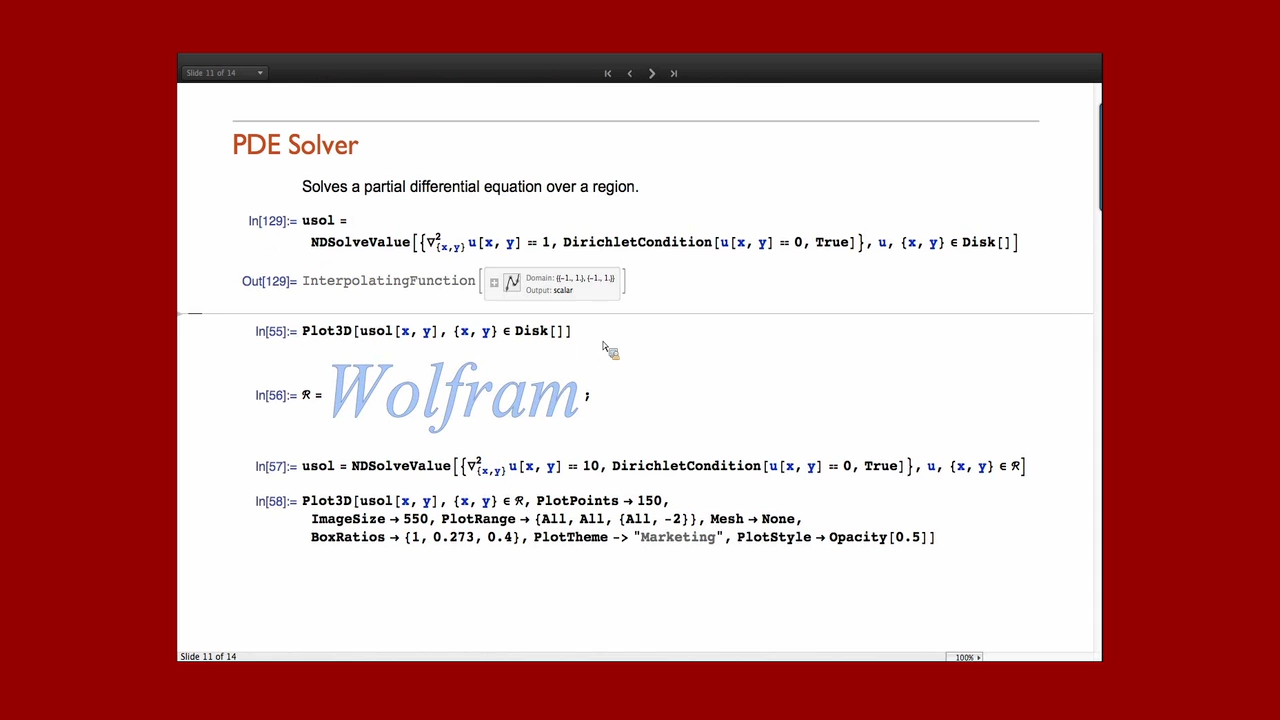 Slide 11 of 14
PDE Solver
Solves a partial differential equation over a region.
In[129]:= usol =
NDSolveValue[{∇²{x,y} u[x, y] == 1, DirichletCondition[u[x, y] == 0, True]}, u, {x, y} ∈ Disk[]]
Out[129]= InterpolatingFunction[
Domain: {{-1., 1.}, {-1., 1.}}
Output: scalar
]
In[55]:= Plot3D[usol[x, y], {x, y} ∈ Disk[]]
In[56]:= ℛ = Wolfram ;
In[57]:= usol = NDSolveValue[{∇²{x,y} u[x, y] == 10, DirichletCondition[u[x, y] == 0, True]}, u, {x, y} ∈ ℛ]
In[58]:= Plot3D[usol[x, y], {x, y} ∈ ℛ, PlotPoints → 150,
ImageSize → 550, PlotRange → {All, All, {All, -2}}, Mesh → None,
BoxRatios → {1, 0.273, 0.4}, PlotTheme -> "Marketing", PlotStyle → Opacity[0.5]]
Slide 11 of 14
100%